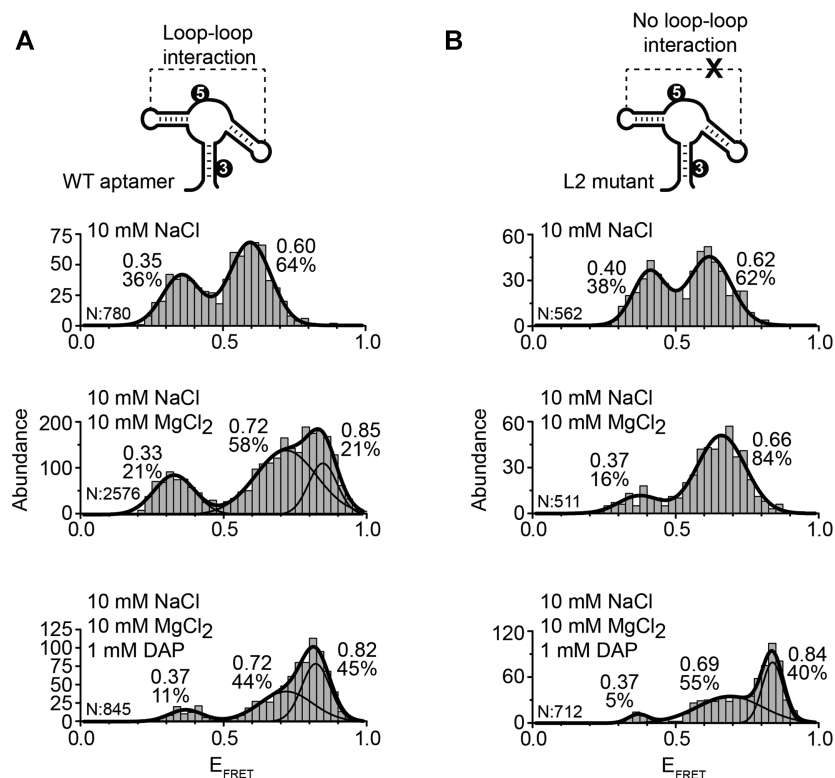 A
Loop-loop
interaction
5
3
WT aptamer
10 mM NaCl
75
50
25
0
0.35
36%
0.60
64%
N:780
0.0
0.5
1.0
10 mM NaCl
10 mM MgCl2
200
100
0
0.33
21%
0.72
58%
0.85
21%
N:2576
Abundance
0.0
0.5
1.0
10 mM NaCl
10 mM MgCl2
1 mM DAP
125
100
75
50
25
0
0.37
11%
0.72
44%
0.82
45%
N:845
0.0
0.5
1.0
EFRET
B
No loop-loop
interaction
X
5
3
L2 mutant
10 mM NaCl
60
30
0
0.40
38%
0.62
62%
N:562
0.0
0.5
1.0
10 mM NaCl
10 mM MgCl2
60
30
0
0.37
16%
0.66
84%
N:511
Abundance
0.0
0.5
1.0
10 mM NaCl
10 mM MgCl2
1 mM DAP
120
60
0
0.37
5%
0.69
55%
0.84
40%
N:712
0.0
0.5
1.0
EFRET